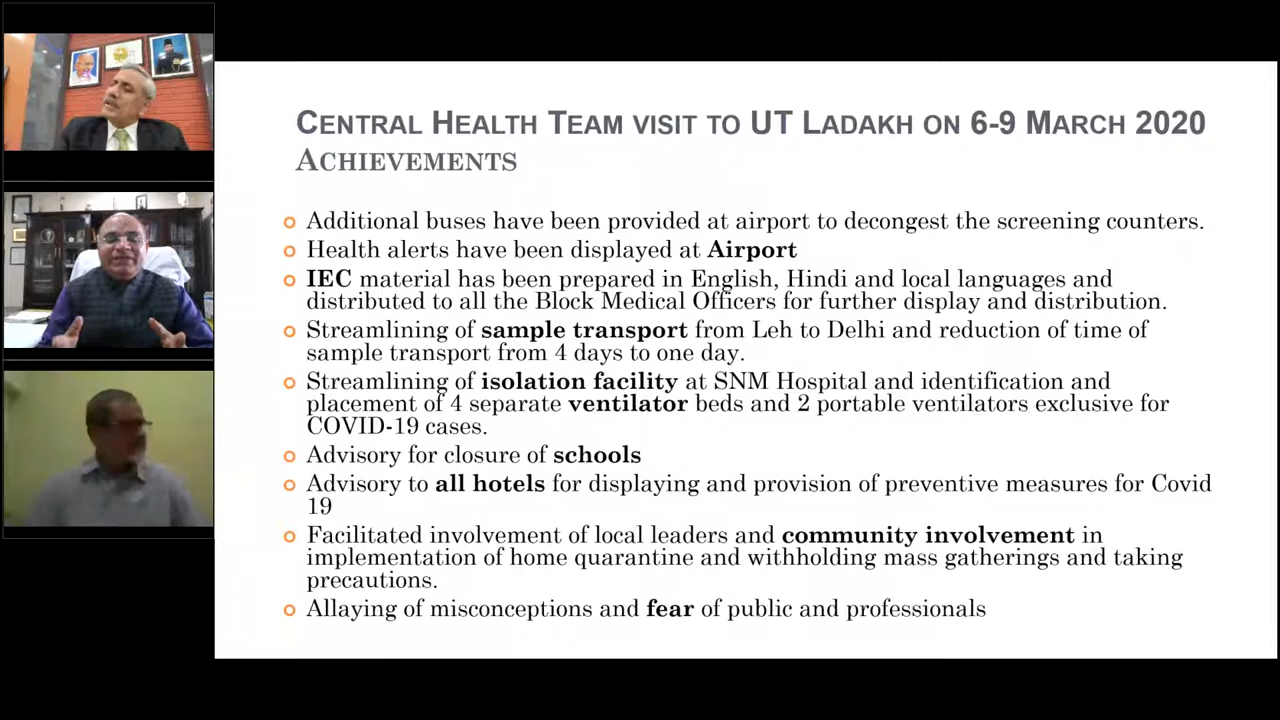 CENTRAL HEALTH TEAM VISIT TO UT LADAKH ON 6-9 MARCH 2020
ACHIEVEMENTS
Additional buses have been provided at airport to decongest the screening counters.
Health alerts have been displayed at Airport
IEC material has been prepared in English, Hindi and local languages and
distributed to all the Block Medical Officers for further display and distribution.
Streamlining of sample transport from Leh to Delhi and reduction of time of
sample transport from 4 days to one day.
Streamlining of isolation facility at SNM Hospital and identification and
placement of 4 separate ventilator beds and 2 portable ventilators exclusive for
COVID-19 cases.
Advisory for closure of schools
Advisory to all hotels for displaying and provision of preventive measures for Covid
19
Facilitated involvement of local leaders and community involvement in
implementation of home quarantine and withholding mass gatherings and taking
precautions.
Allaying of misconceptions and fear of public and professionals